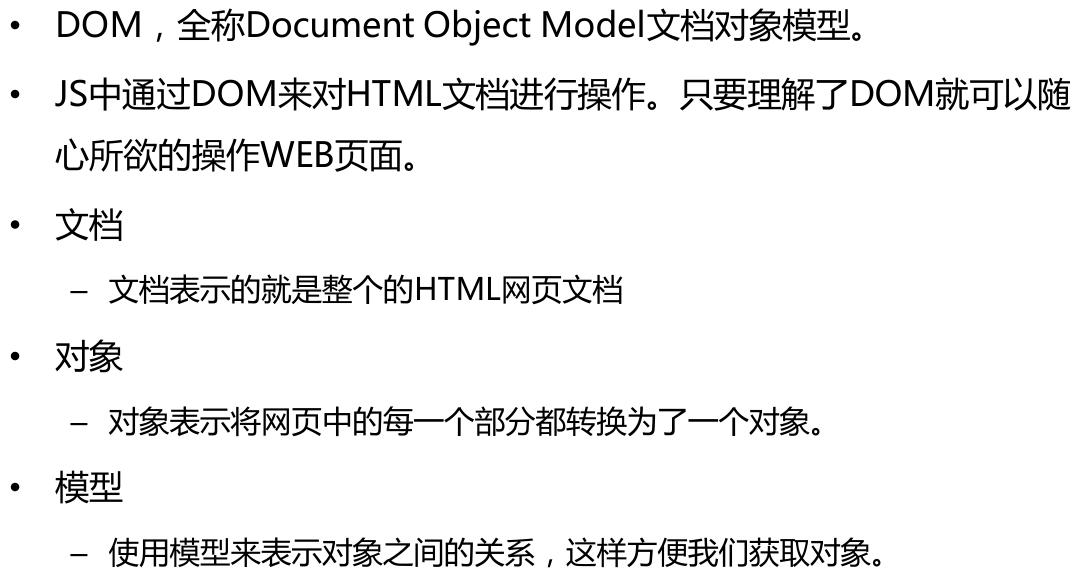 • DOM，全称Document Object Model文档对象模型。
• JS中通过DOM来对HTML文档进行操作。只要理解了DOM就可以随
心所欲的操作WEB页面。
• 文档
– 文档表示的就是整个的HTML网页文档
• 对象
– 对象表示将网页中的每一个部分都转换为了一个对象。
• 模型
– 使用模型来表示对象之间的关系，这样方便我们获取对象。